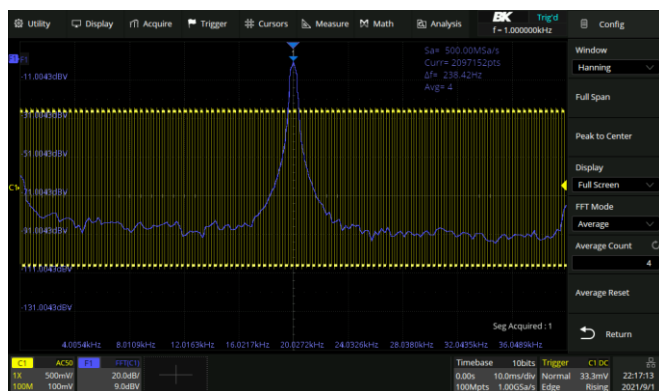 Utility Display Acquire Trigger Cursors Measure Math Analysis BK Trig'd Config
f = 1.000000kHz
Sa= 500.00MSa/s
Curr= 2097152pts
Δf= 238.42Hz
Avg= 4
F1
-11.0043dBV
-31.0043dBV
-51.0043dBV
-71.0043dBV
-91.0043dBV
-111.0043dBV
-131.0043dBV
C1
Seg Acquired : 1
4.0054kHz 8.0109kHz 12.0163kHz 16.0217kHz 20.0272kHz 24.0326kHz 28.0380kHz 32.0435kHz 36.0489kHz
Window
Hanning
Full Span
Peak to Center
Display
Full Screen
FFT Mode
Average
Average Count
4
Average Reset
Return
C1 AC50 F1 FFT(C1) Timebase 10bits Trigger C1 DC
1X 500mV 20.0dB/ 0.00s 10.0ms/div Normal 33.3mV 22:17:13
100M 100mV 9.0dBV 100Mpts 1.00GSa/s Edge Rising 2021/9/1